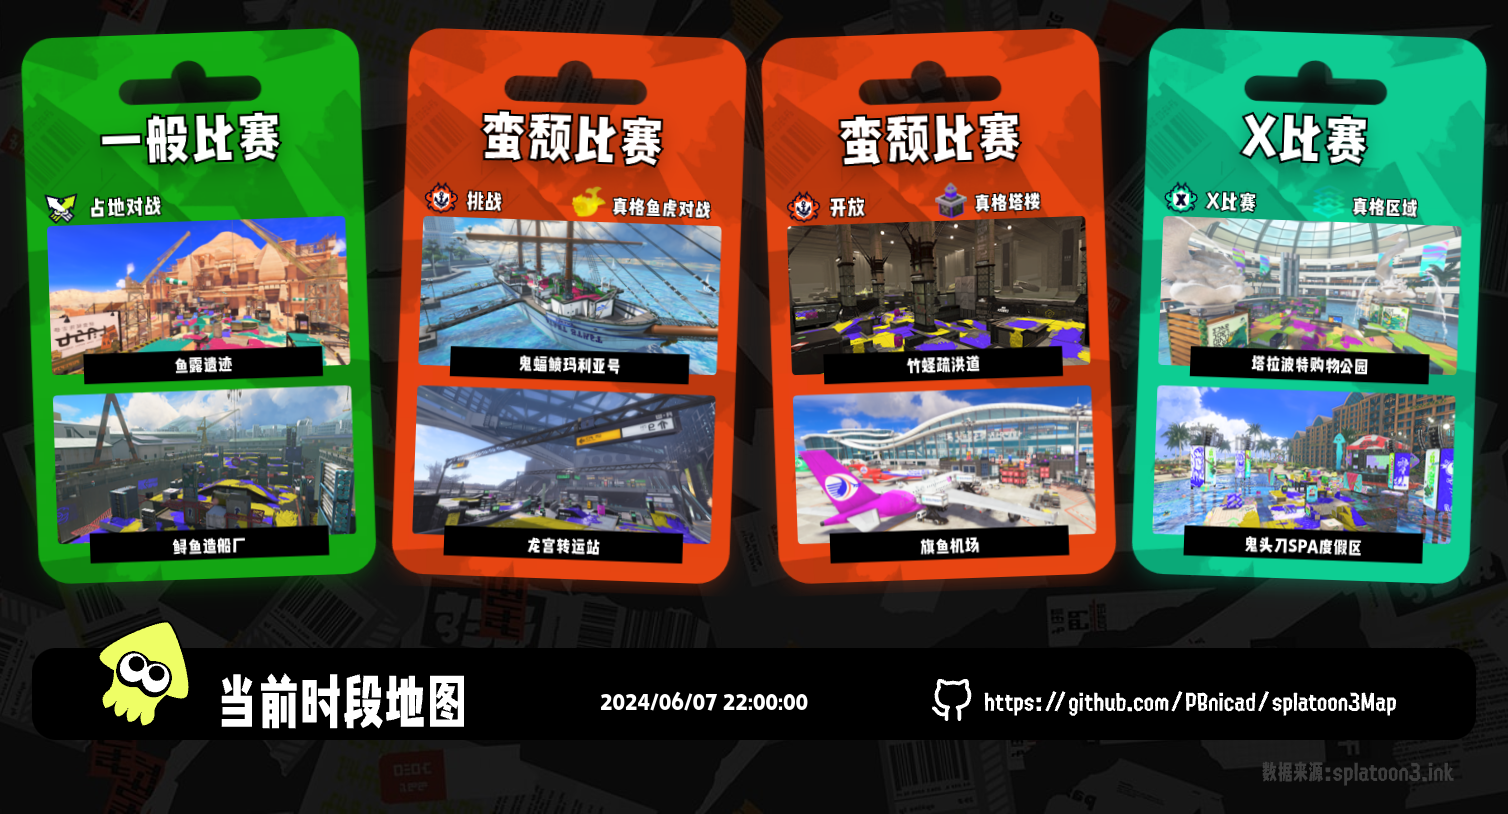 一般比赛
占地对战
鱼露遗迹
鲟鱼造船厂
蛮颓比赛
挑战
真格鱼虎对战
鬼蝠鲼玛利亚号
龙宫转运站
蛮颓比赛
开放
真格塔楼
竹蛏疏洪道
旗鱼机场
X比赛
X比赛
真格区域
塔拉波特购物公园
鬼头刀SPA度假区
当前时段地图
2024/06/07 22:00:00
https://github.com/PBnicad/splatoon3Map
数据来源:splatoon3.ink